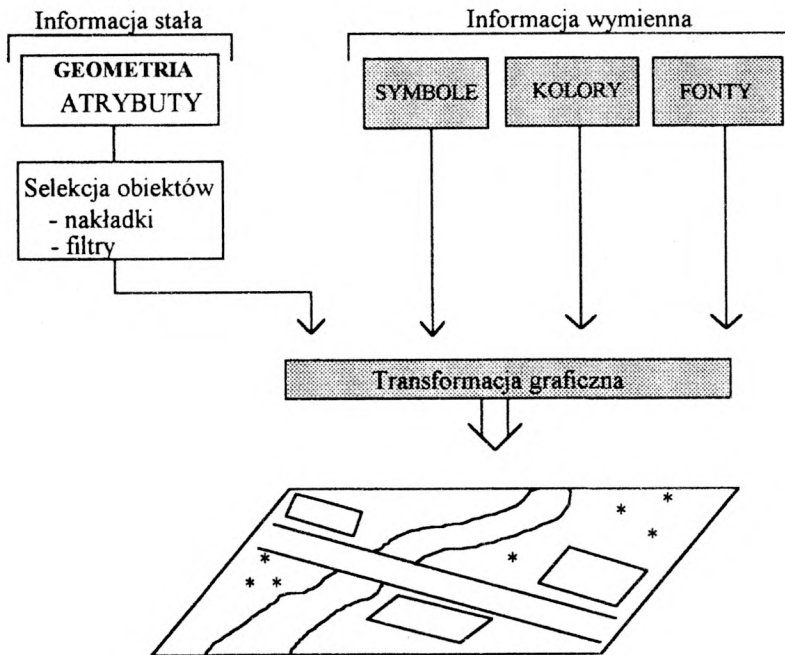 Informacja stała
Informacja wymienna
GEOMETRIA
ATRYBUTY
SYMBOLE
KOLORY
FONTY
Selekcja obiektów
- nakładki
- filtry
Transformacja graficzna